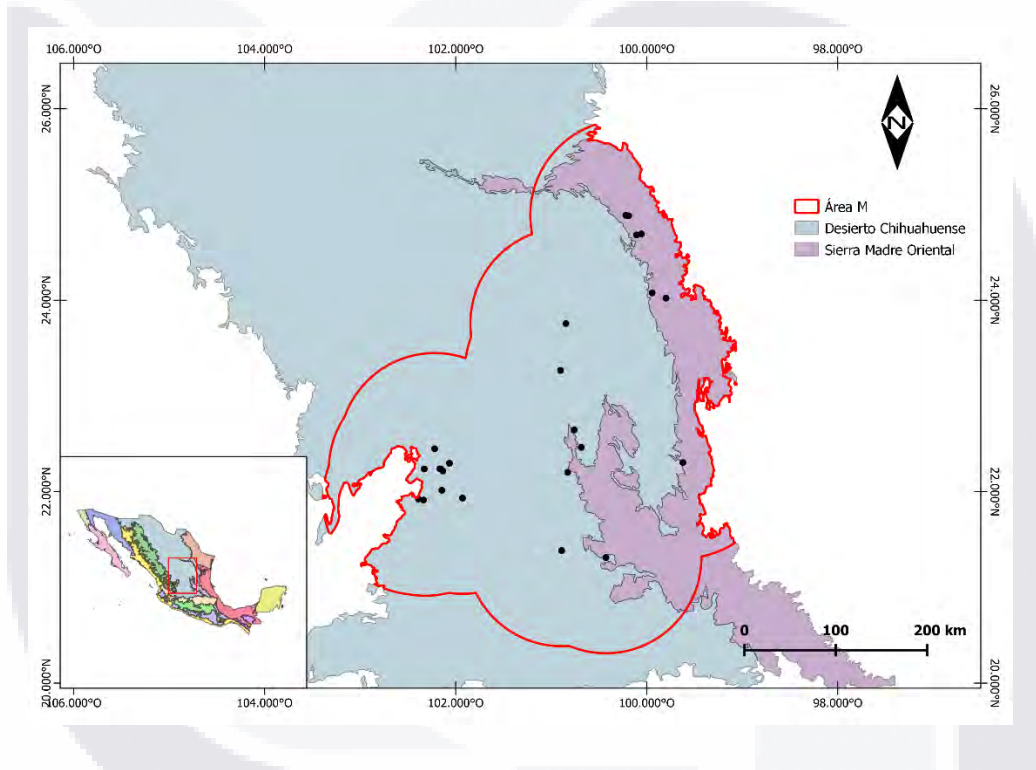 106.000°O 104.000°O 102.000°O 100.000°O 98.000°O
26.000°N 26.000°N
N
Área M
Desierto Chihuahuense
Sierra Madre Oriental
24.000°N 24.000°N
22.000°N 22.000°N
0 100 200 km
20.000°N 20.000°N
106.000°O 104.000°O 102.000°O 100.000°O 98.000°O